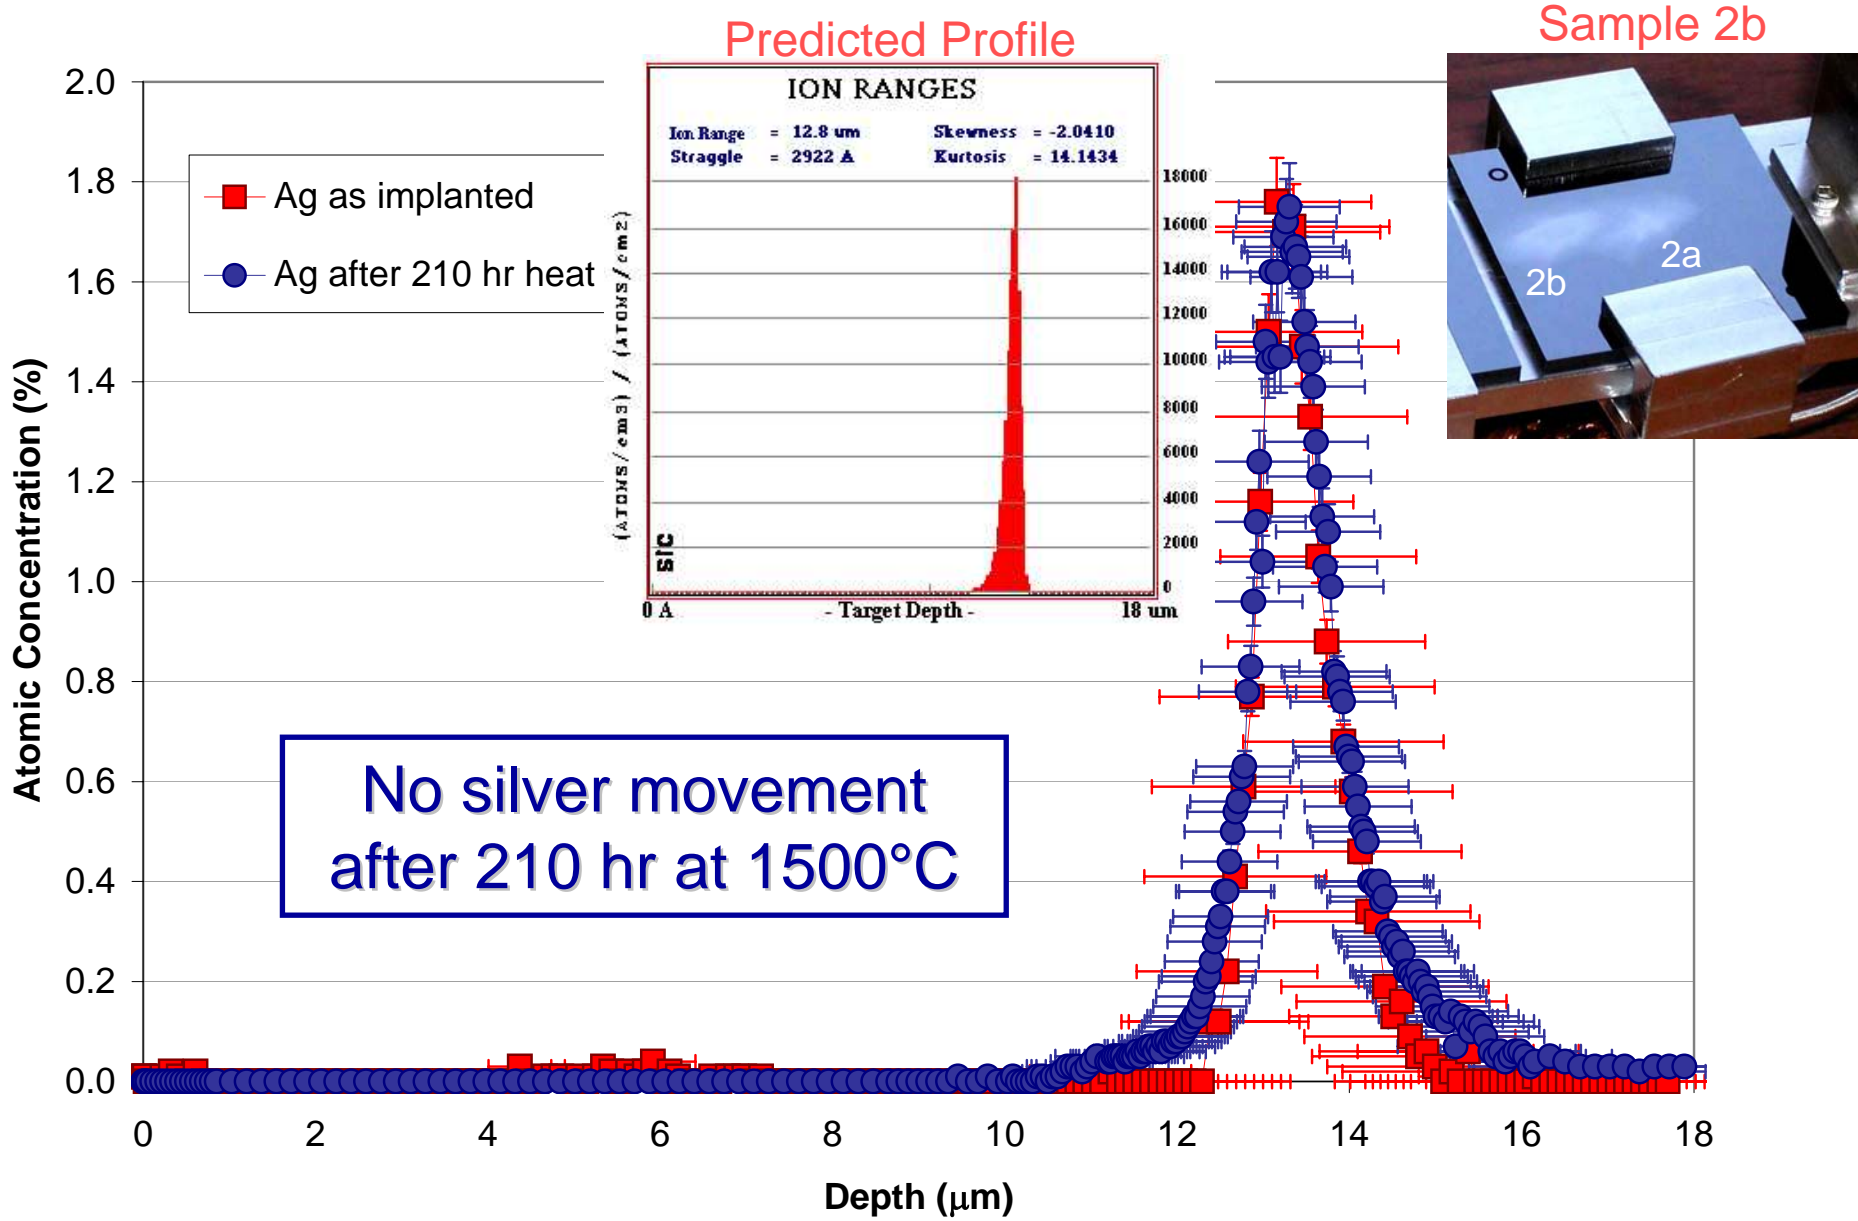 Predicted Profile
Sample 2b
ION RANGES
Ion Range = 12.8 um Skewness = -2.0410
Straggle = 2922 A Kurtosis = 14.1434
(ATOMS/cm3) / (ATOMS/cm2)
18000
16000
14000
12000
10000
8000
6000
4000
2000
0
SiC
0 A - Target Depth - 18 um
2a
2b
Ag as implanted
Ag after 210 hr heat
No silver movement
after 210 hr at 1500°C
Atomic Concentration (%)
2.0
1.8
1.6
1.4
1.2
1.0
0.8
0.6
0.4
0.2
0.0
0 2 4 6 8 10 12 14 16 18
Depth (μm)